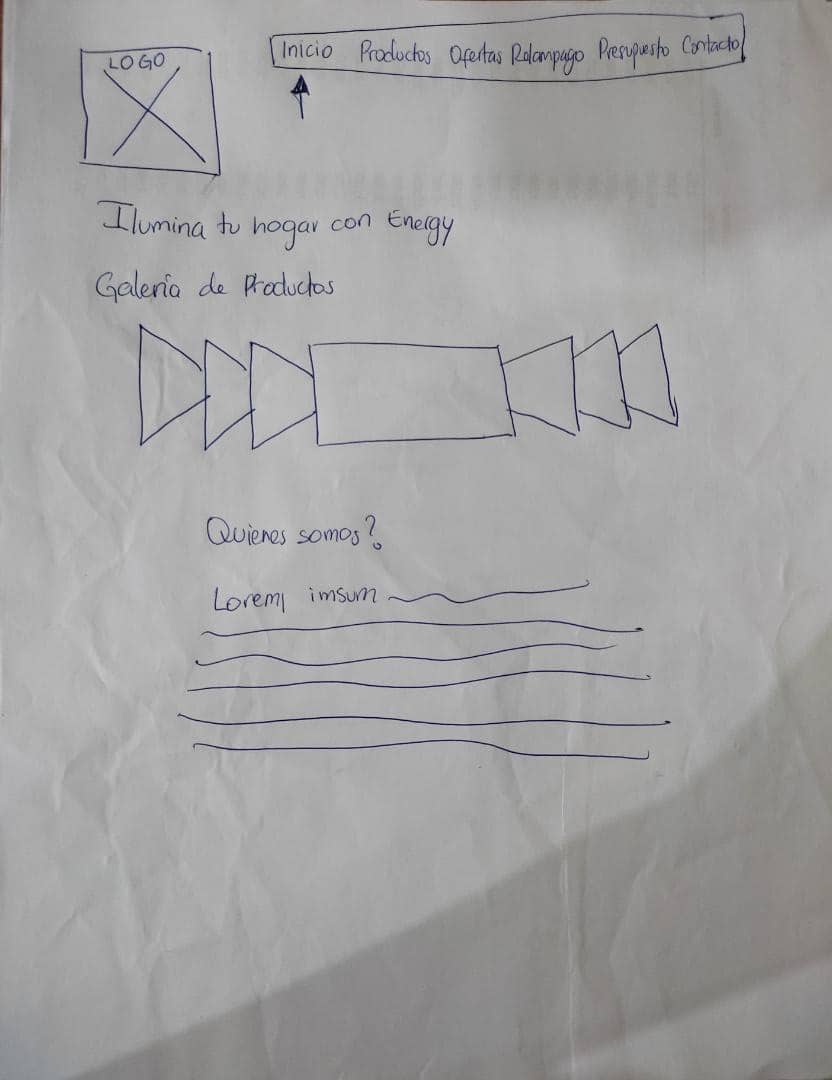 LOGO
Inicio Productos Ofertas Relampago Presupuesto Contacto
Ilumina tu hogar con Energy
Galería de Productos
Quienes somos?
Lorem imsum